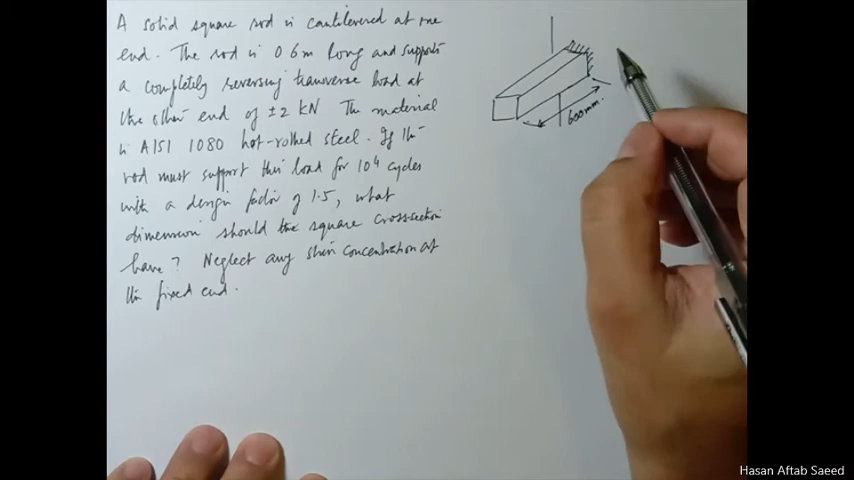 A solid square rod is cantilevered at one
end. The rod is 0.6m long and supports
a completely reversing transverse load at
the other end of ±2 kN The material
is AISI 1080 hot-rolled steel. If the
rod must support this load for 10⁴ cycles
with a design factor of 1.5, what
dimension should the square cross-section
have? Neglect any stress concentration at
the fixed end.
600mm.
Hasan Aftab Saeed